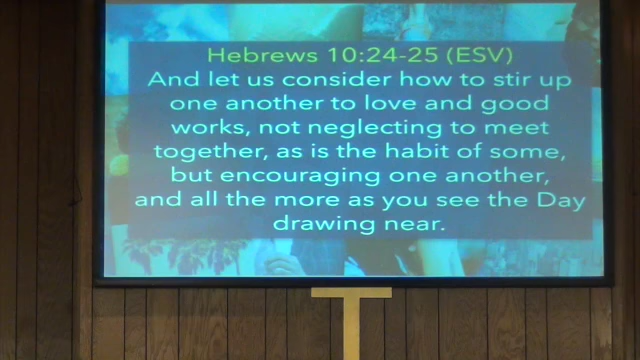 Hebrews 10:24-25 (ESV)
And let us consider how to stir up
one another to love and good
works, not neglecting to meet
together, as is the habit of some,
but encouraging one another,
and all the more as you see the Day
drawing near.